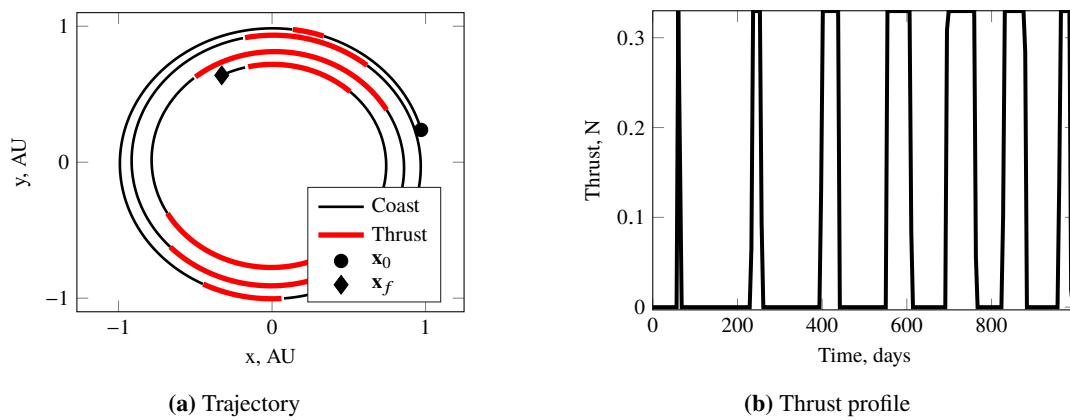 1
0
−1
y, AU
−1
0
1
x, AU
Coast
Thrust
x₀
x_f
(a) Trajectory
0.3
0.2
0.1
0
Thrust, N
0
200
400
600
800
Time, days
(b) Thrust profile